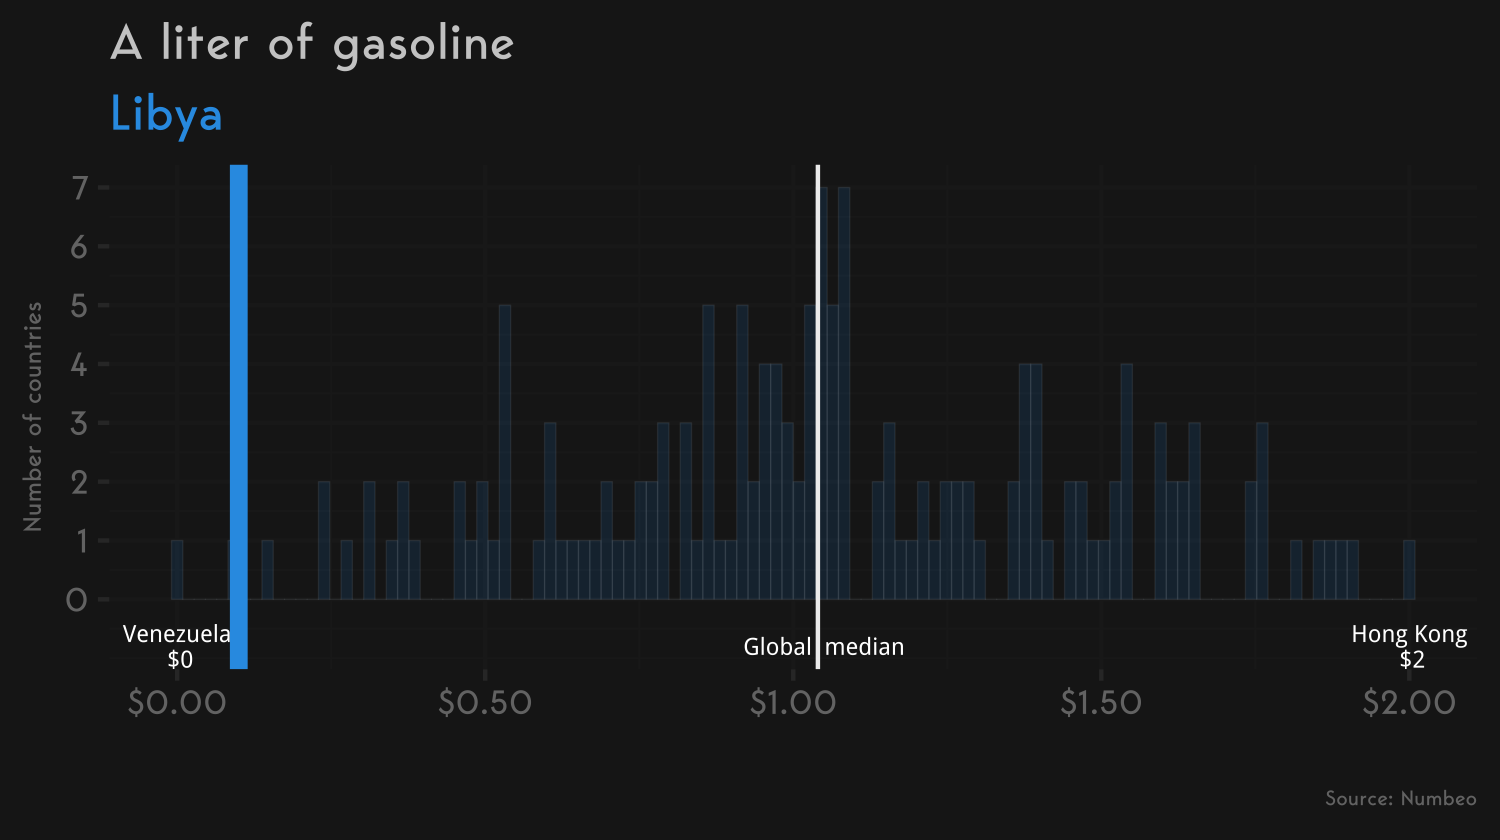 A liter of gasoline
Libya
Number of countries
7
6
5
4
3
2
1
0
Venezuela
$0
Global median
Hong Kong
$2
$0.00 $0.50 $1.00 $1.50 $2.00
Source: Numbeo